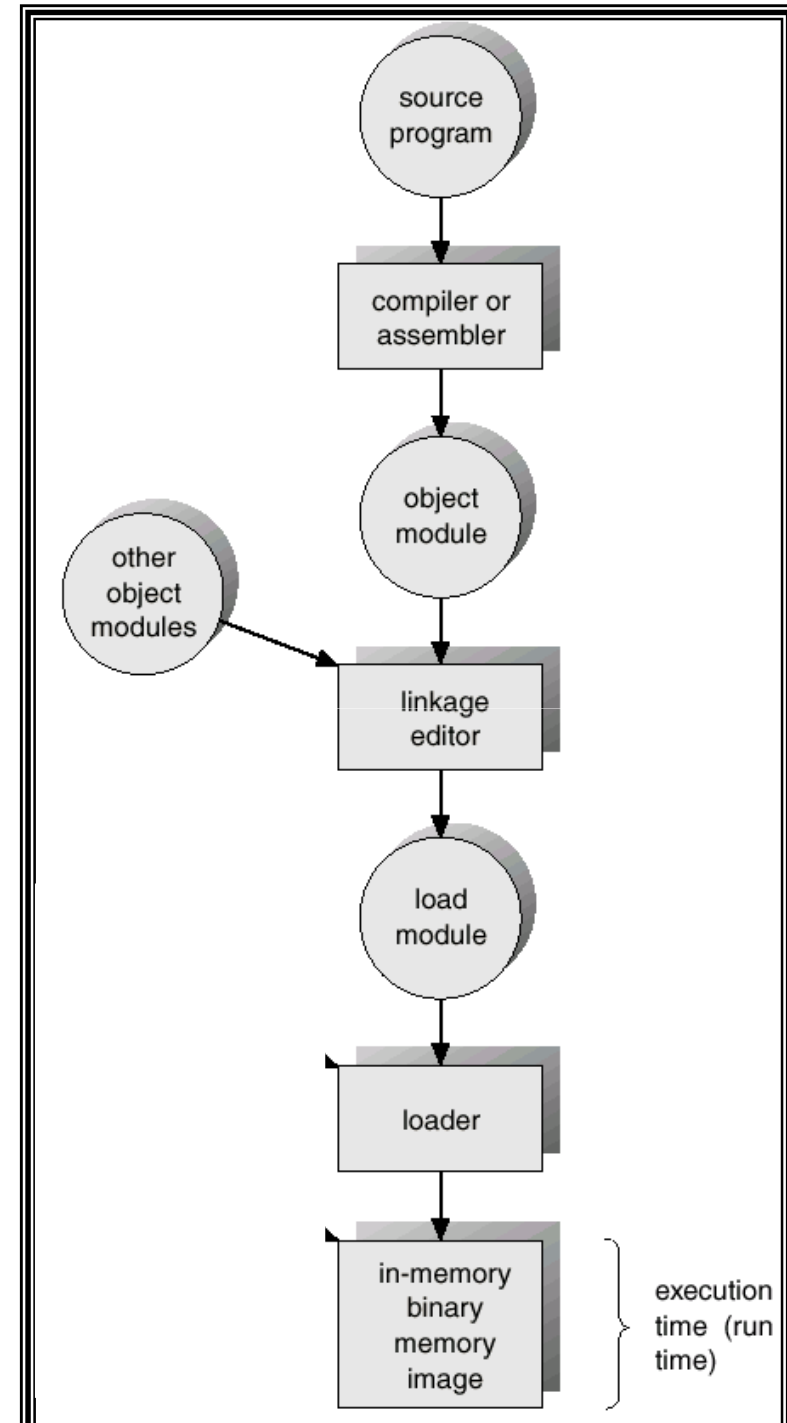 source
program
compiler or
assembler
object
module
other
object
modules
linkage
editor
load
module
loader
in-memory
binary
memory
image
execution
time (run
time)